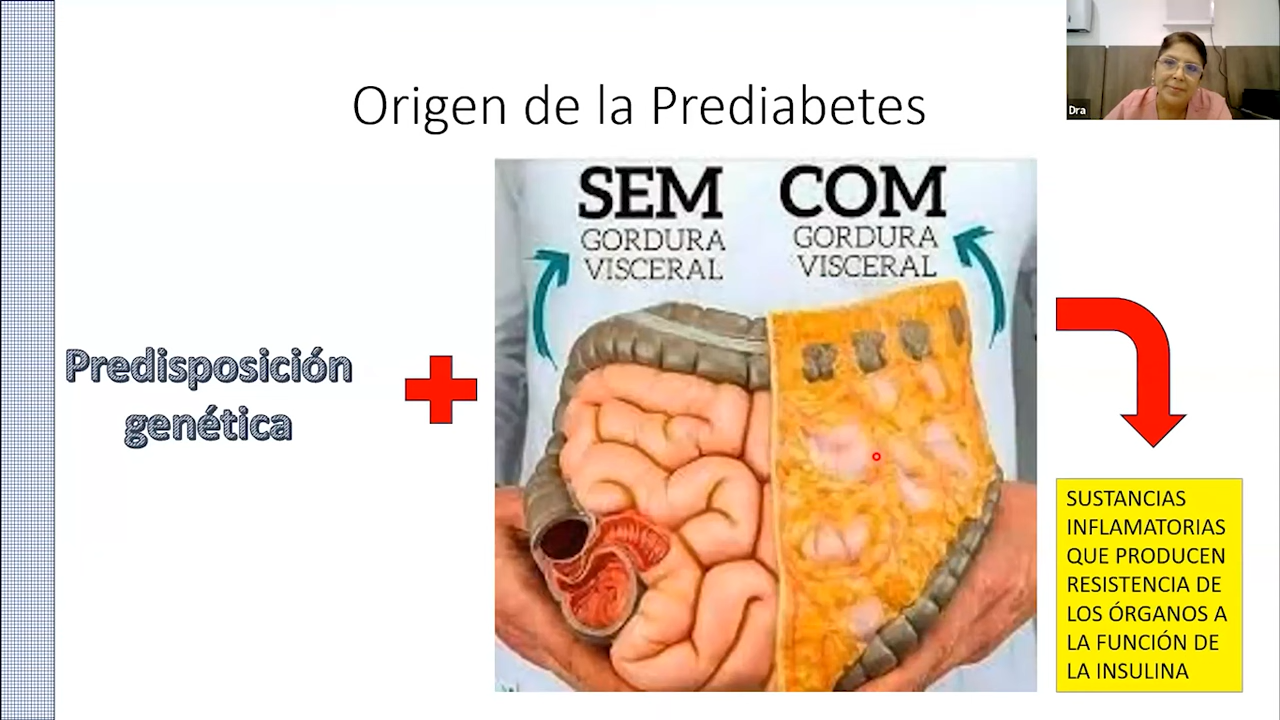 Origen de la Prediabetes
Dra
SEM
GORDURA
VISCERAL
COM
GORDURA
VISCERAL
Predisposición
genética
SUSTANCIAS
INFLAMATORIAS
QUE PRODUCEN
RESISTENCIA DE
LOS ÓRGANOS A
LA FUNCIÓN DE
LA INSULINA